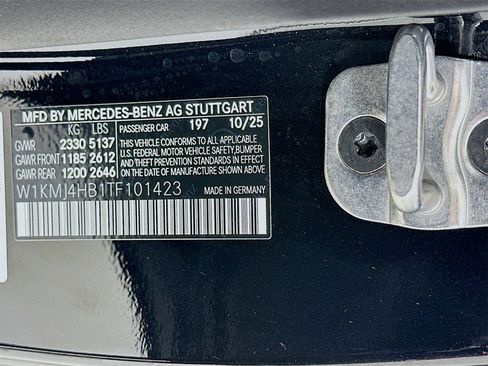 MFD BY MERCEDES-BENZ AG STUTTGART
KG LBS PASSENGER CAR 197 10/25
GVWR 2330 5137
GAWR FRONT 1185 2612
GAWR REAR 1200 2646
THIS VEHICLE CONFORMS TO ALL
APPLICABLE U.S. FEDERAL MOTOR
VEHICLE SAFETY, BUMPER
AND THEFT PREVENTION STANDARDS
IN EFFECT ON THE DATE OF
MANUFACTURE SHOWN ABOVE
W1KMJ4HB1TF101423 MADE IN GERMANY